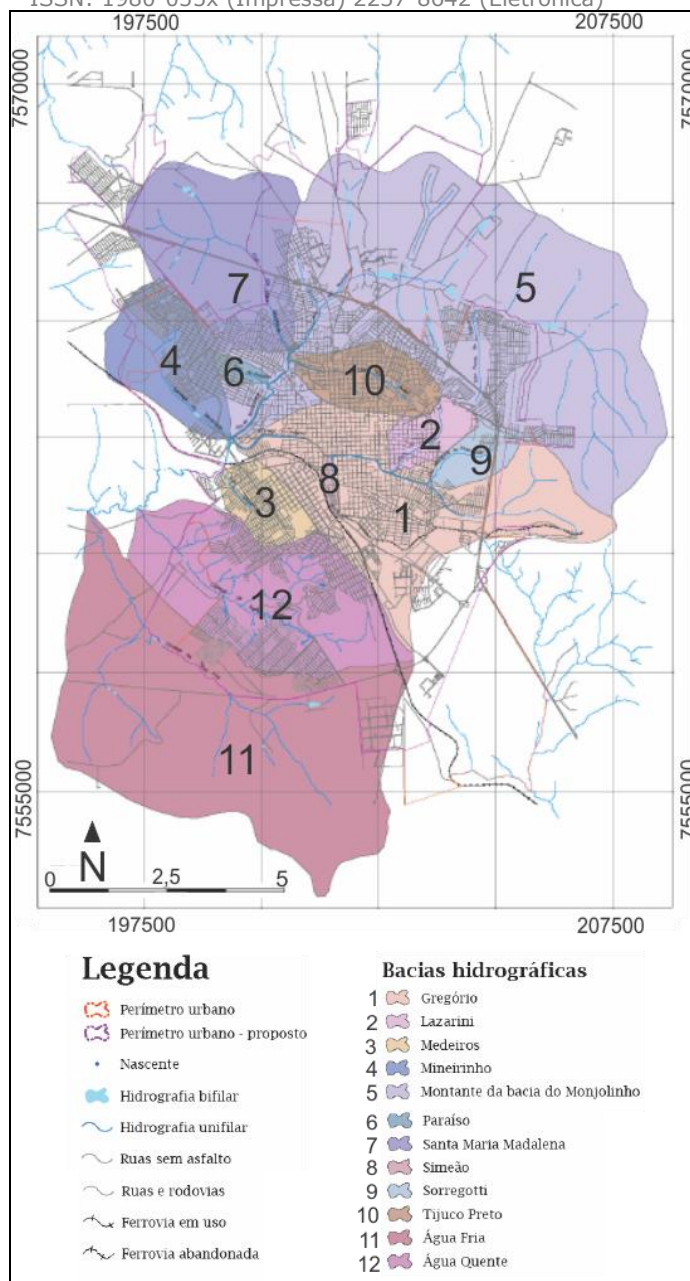 ISSN: 1980-055x (Impressa) 2237-8642 (Eletrônica)
197500 207500
7570000 7570000
5
7
4
6
10
2
9
8
3
1
12
11
7555000 7555000
N
0 2,5 5
197500 207500
Legenda
Perímetro urbano
Perímetro urbano - proposto
Nascente
Hidrografia bifilar
Hidrografia unifilar
Ruas sem asfalto
Ruas e rodovias
Ferrovia em uso
Ferrovia abandonada
Bacias hidrográficas
1 Gregório
2 Lazarini
3 Medeiros
4 Mineirinho
5 Montante da bacia do Monjolinho
6 Paraíso
7 Santa Maria Madalena
8 Simeão
9 Sorregotti
10 Tijuco Preto
11 Água Fria
12 Água Quente